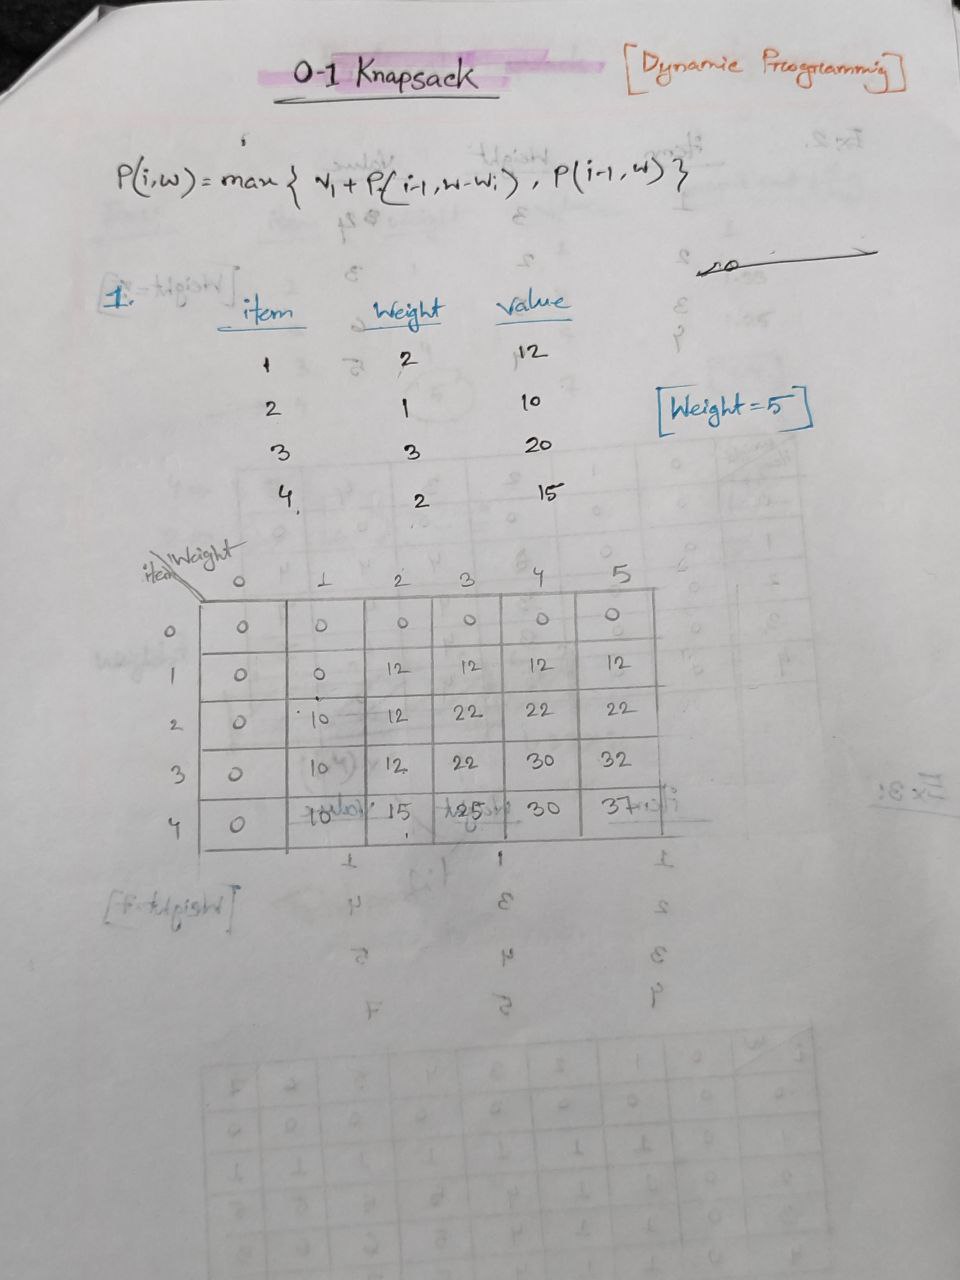 0-1 Knapsack [Dynamic Programmig]
P(i,w) = max { v₁ + P(i-1, w-wᵢ), P(i-1, w) }
1. item Weight Value
1 2 12
2 1 10 [Weight=5]
3 3 20
4 2 15
item Weight 0 1 2 3 4 5
0 0 0 0 0 0 0
1 0 0 12 12 12 12
2 0 10 12 22 22 22
3 0 10 12 22 30 32
4 0 10 15 25 30 37